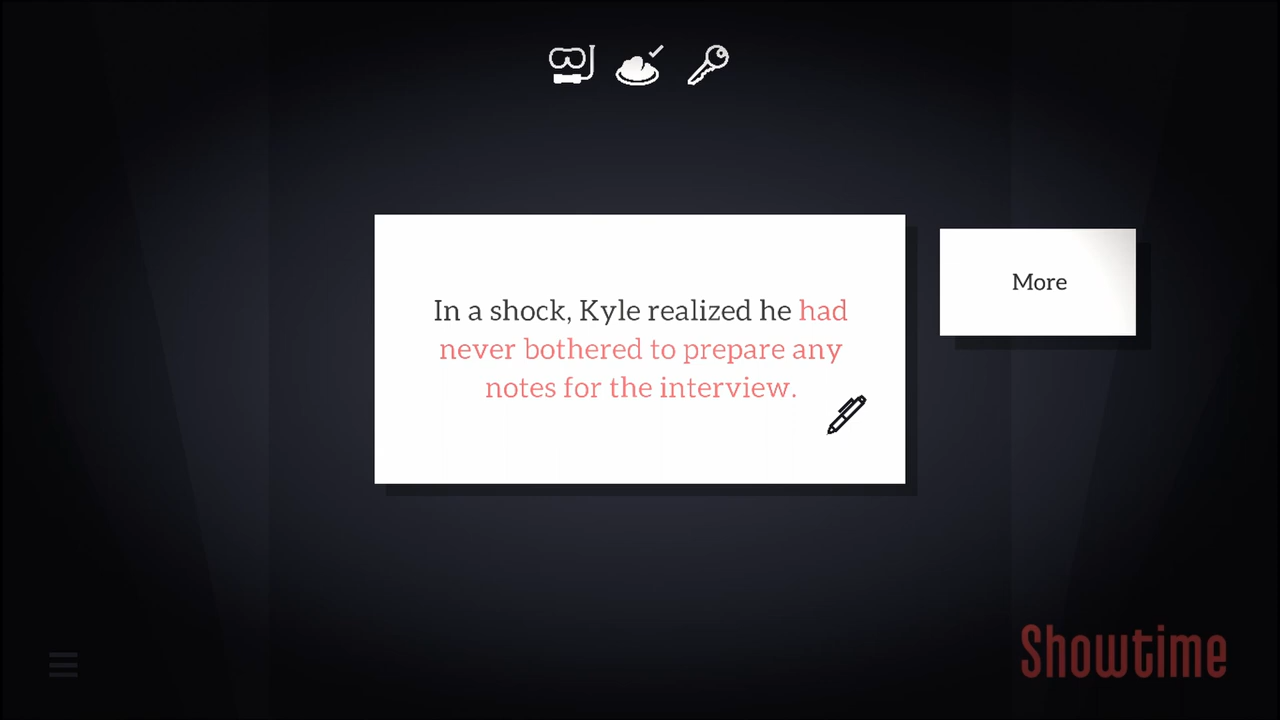 In a shock, Kyle realized he had
never bothered to prepare any
notes for the interview.
More
Showtime